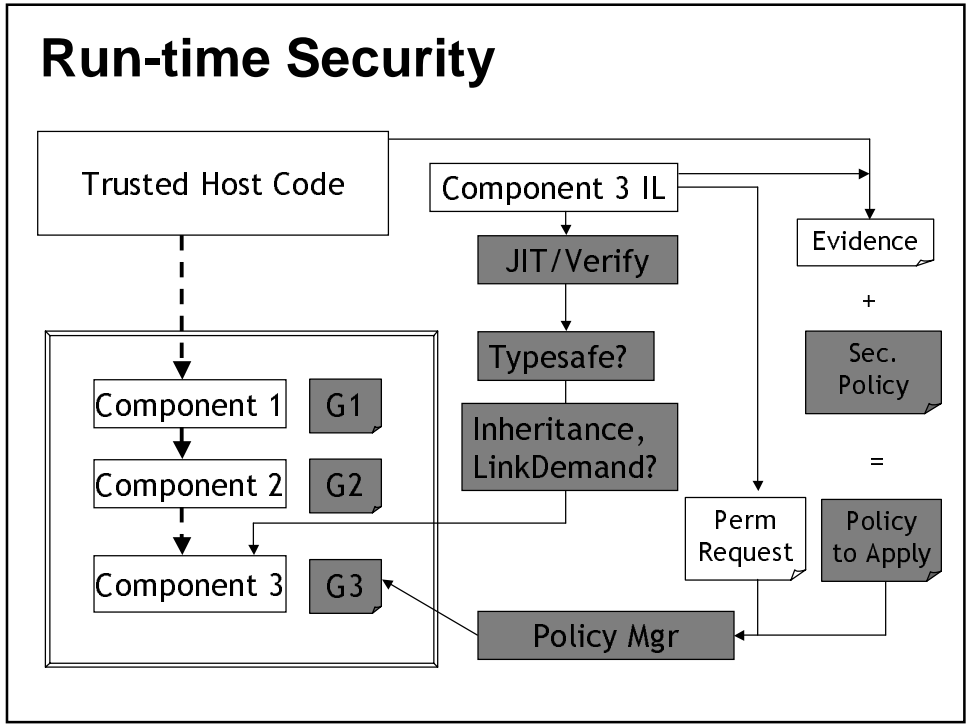 Run-time Security
Trusted Host Code
Component 3 IL
JIT/Verify
Evidence
+
Typesafe?
Sec.
Policy
Component 1
G1
Inheritance,
LinkDemand?
=
Component 2
G2
Perm
Request
Policy
to Apply
Component 3
G3
Policy Mgr